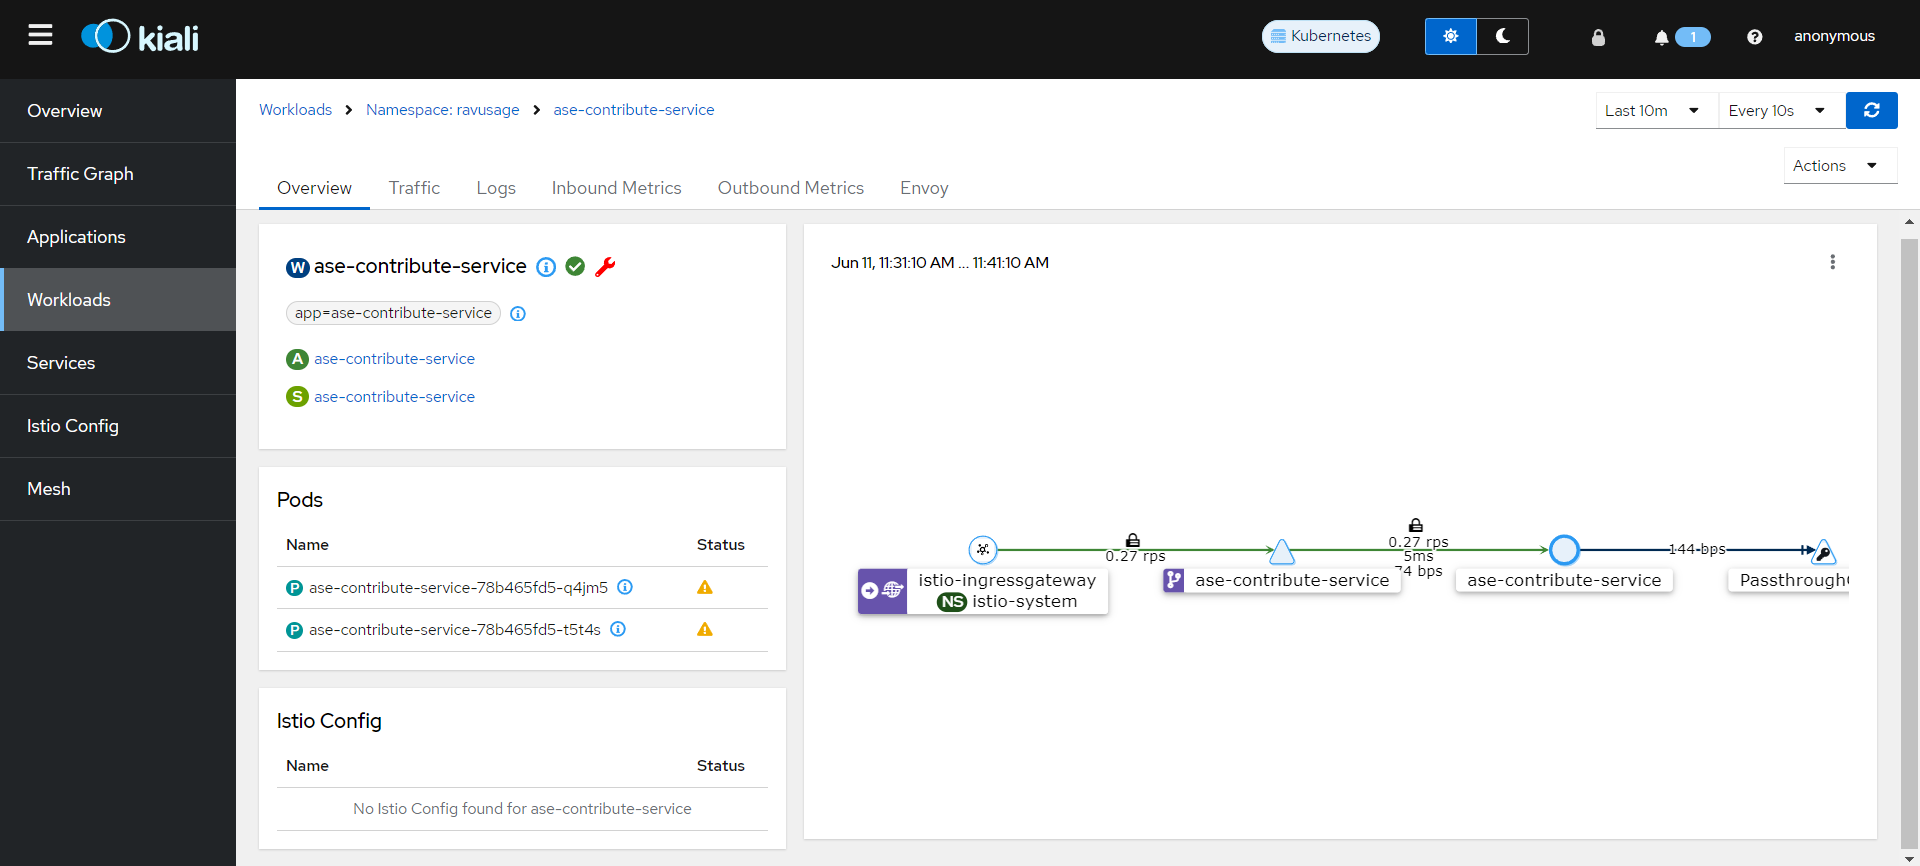 kiali
Kubernetes
1
anonymous
Overview
Traffic Graph
Applications
Workloads
Services
Istio Config
Mesh
Workloads > Namespace: ravusage > ase-contribute-service
Last 10m
Every 10s
Actions
Overview Traffic Logs Inbound Metrics Outbound Metrics Envoy
W ase-contribute-service
app=ase-contribute-service
A ase-contribute-service
S ase-contribute-service
Pods
Name Status
P ase-contribute-service-78b465fd5-q4jm5
P ase-contribute-service-78b465fd5-t5t4s
Istio Config
Name Status
No Istio Config found for ase-contribute-service
Jun 11, 11:31:10 AM ... 11:41:10 AM
0.27 rps
0.27 rps
5ms
74 bps
144 bps
istio-ingressgateway
NS istio-system
ase-contribute-service
ase-contribute-service
Passthrough